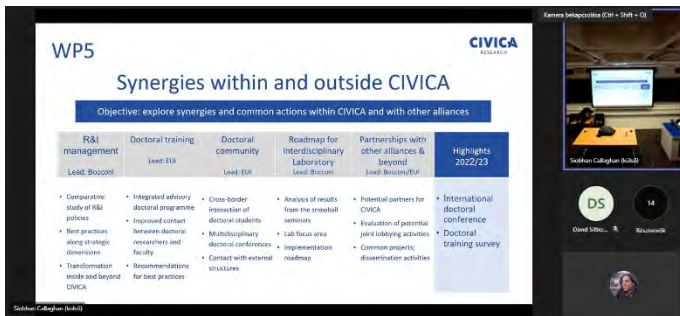 Kamera bekapcsolása (Ctrl + Shift + O)
WP5
CIVICA
RESEARCH
Synergies within and outside CIVICA
Objective: explore synergies and common actions within CIVICA and with other alliances
R&I management
Lead: Bocconi
Doctoral training
Lead: EUI
Doctoral community
Lead: EUI
Roadmap for Interdisciplinary Laboratory
Lead: Bocconi
Partnerships with other alliances & beyond
Lead: Bocconi/EUI
Highlights 2022/23
• Comparative study of R&I policies
• Best practices along strategic dimensions
• Transformation inside and beyond CIVICA
• Integrated advisory doctoral programme
• Improved contact between doctoral researchers and faculty
• Recommendations for best practices
• Cross-border interaction of doctoral students
• Multidisciplinary doctoral conferences
• Contact with external structures
• Analysis of results from the snowball seminars
• Lab focus area
• Implementation roadmap
• Potential partners for CIVICA
• Evaluation of potential joint lobbying activities
• Common projects; dissemination activities
• International doctoral conference
• Doctoral training survey
Siobhan Callaghan (külső)
Siobhan Callaghan (külső)
DS
14
Résztvevők